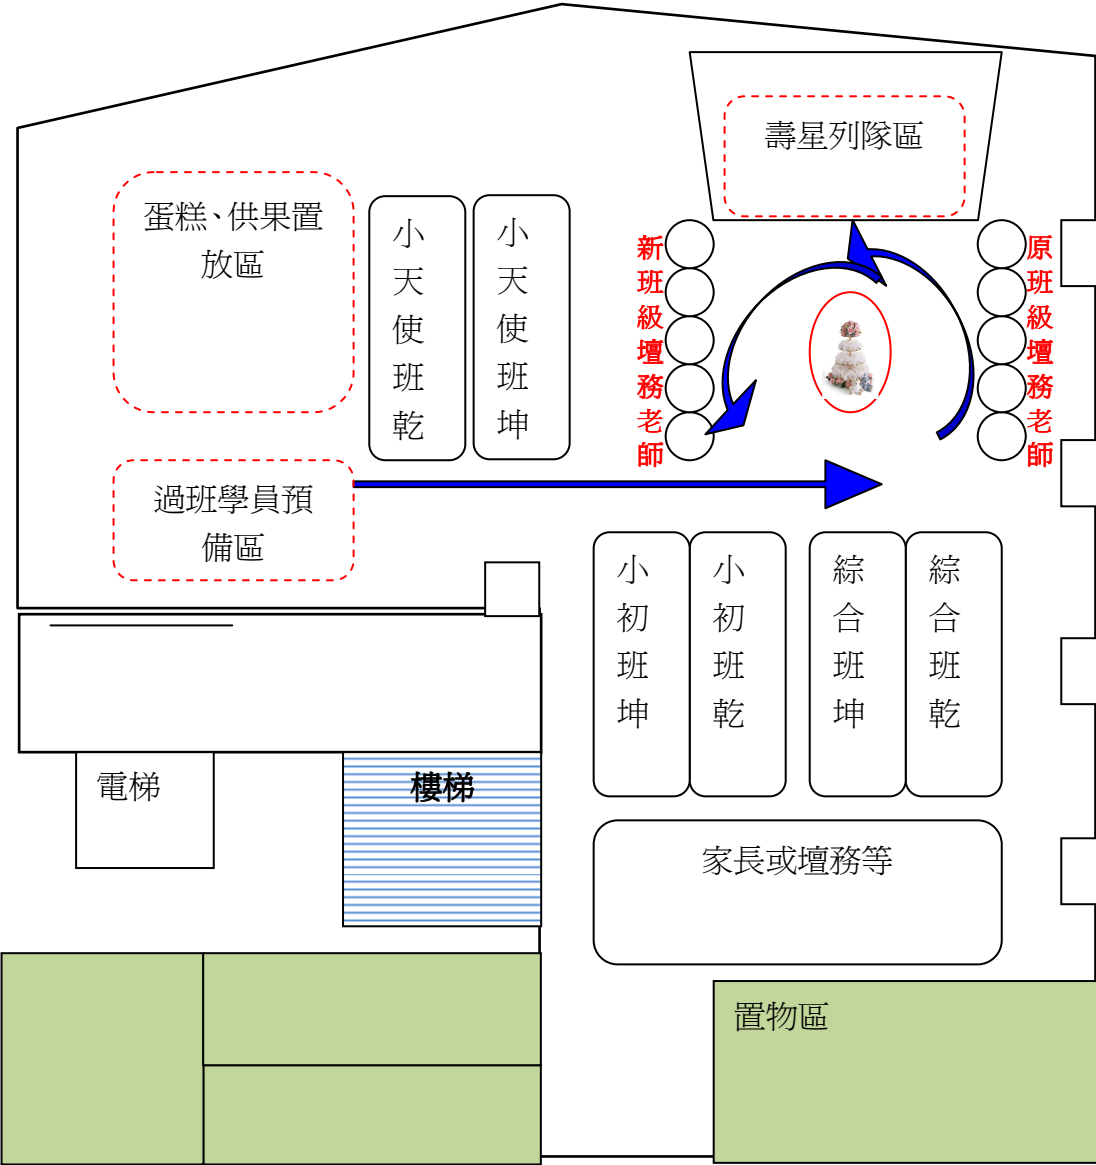 壽星列隊區
蛋糕、供果置
放區
小天使班乾
小天使班坤
新班級壇務老師
原班級壇務老師
過班學員預
備區
小初班坤
小初班乾
綜合班坤
綜合班乾
電梯
樓梯
家長或壇務等
置物區